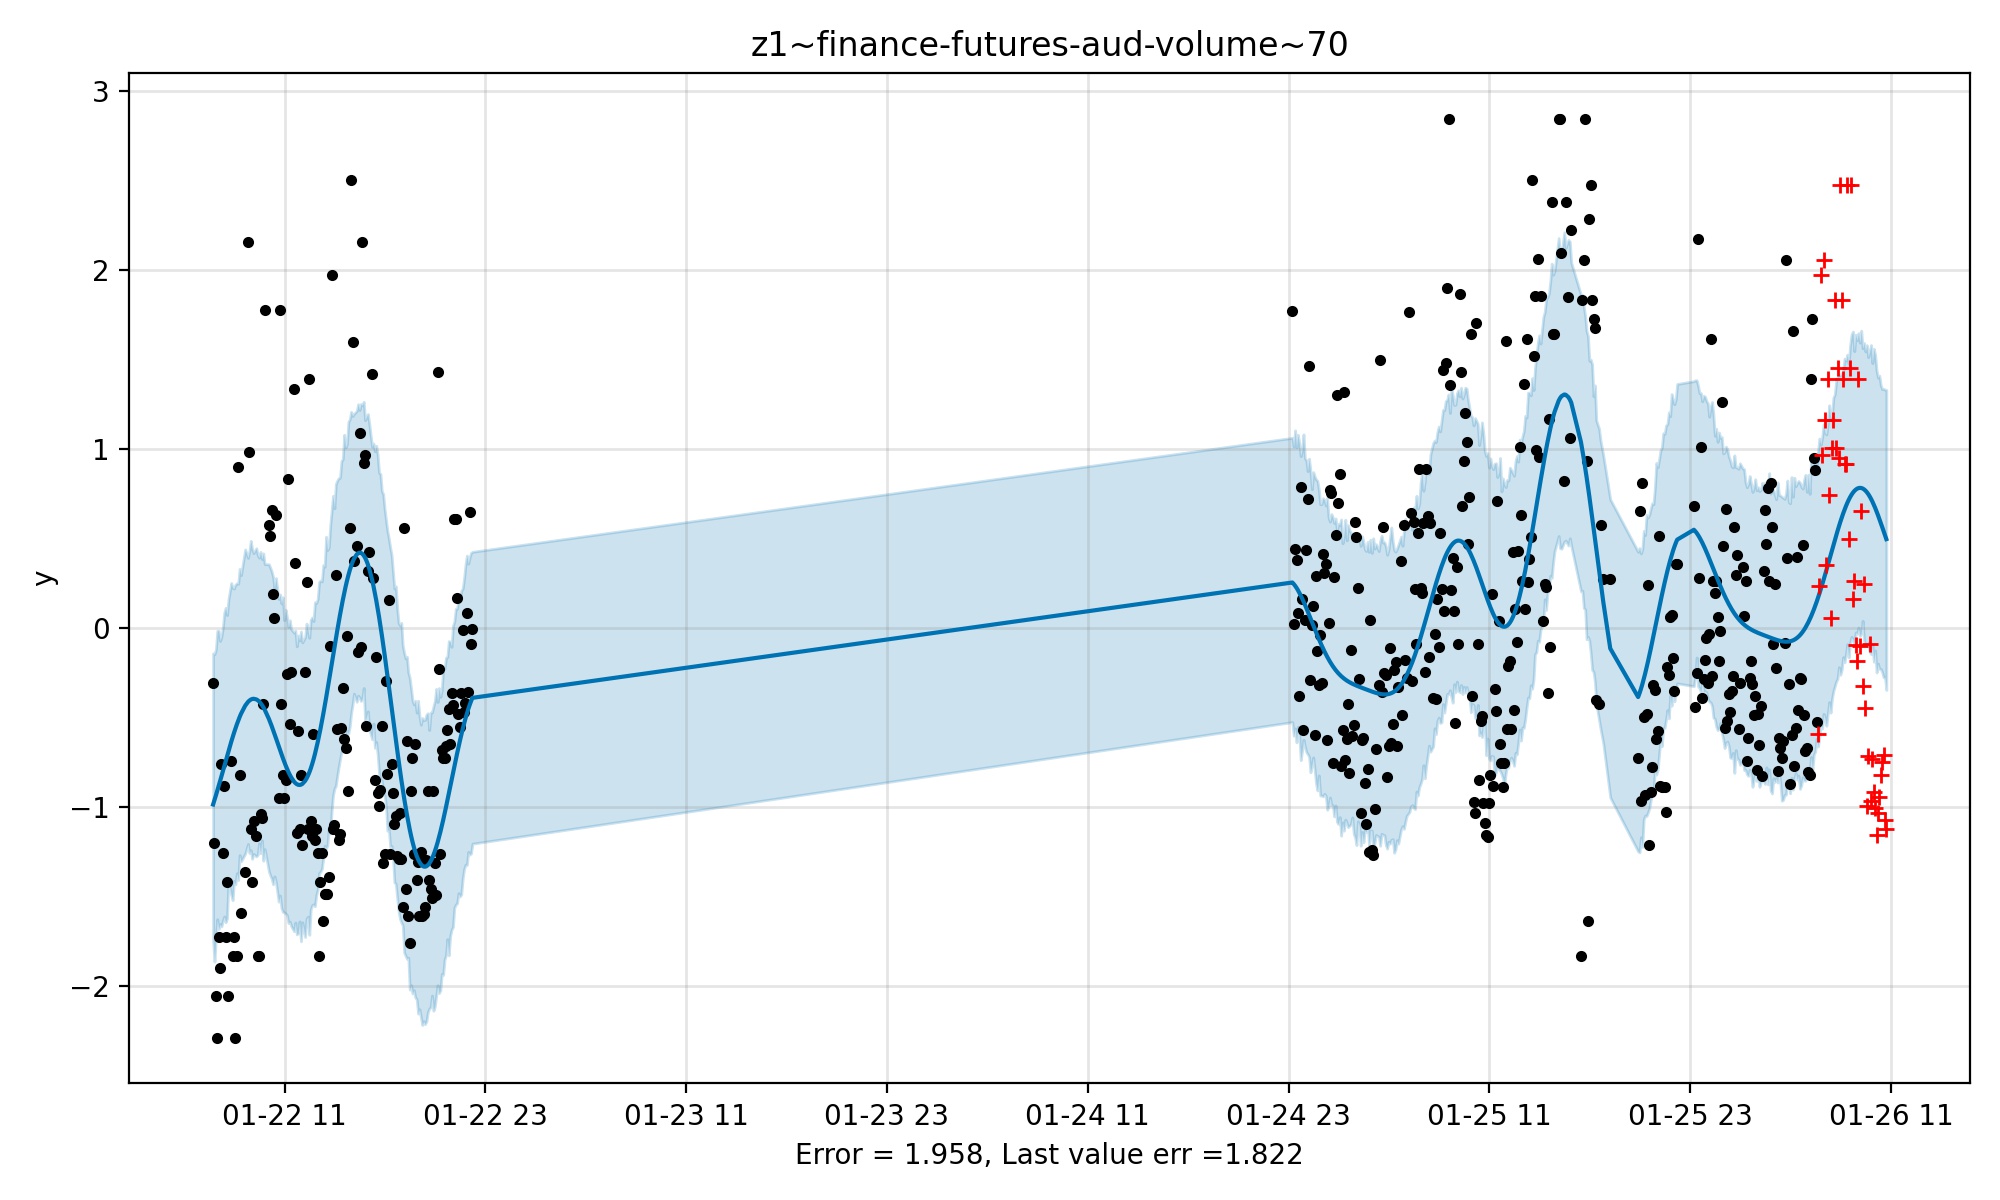 z1~finance-futures-aud-volume~70
3
2
1
0
−1
−2
y
01-22 11 01-22 23 01-23 11 01-23 23 01-24 11 01-24 23 01-25 11 01-25 23 01-26 11
Error = 1.958, Last value err =1.822